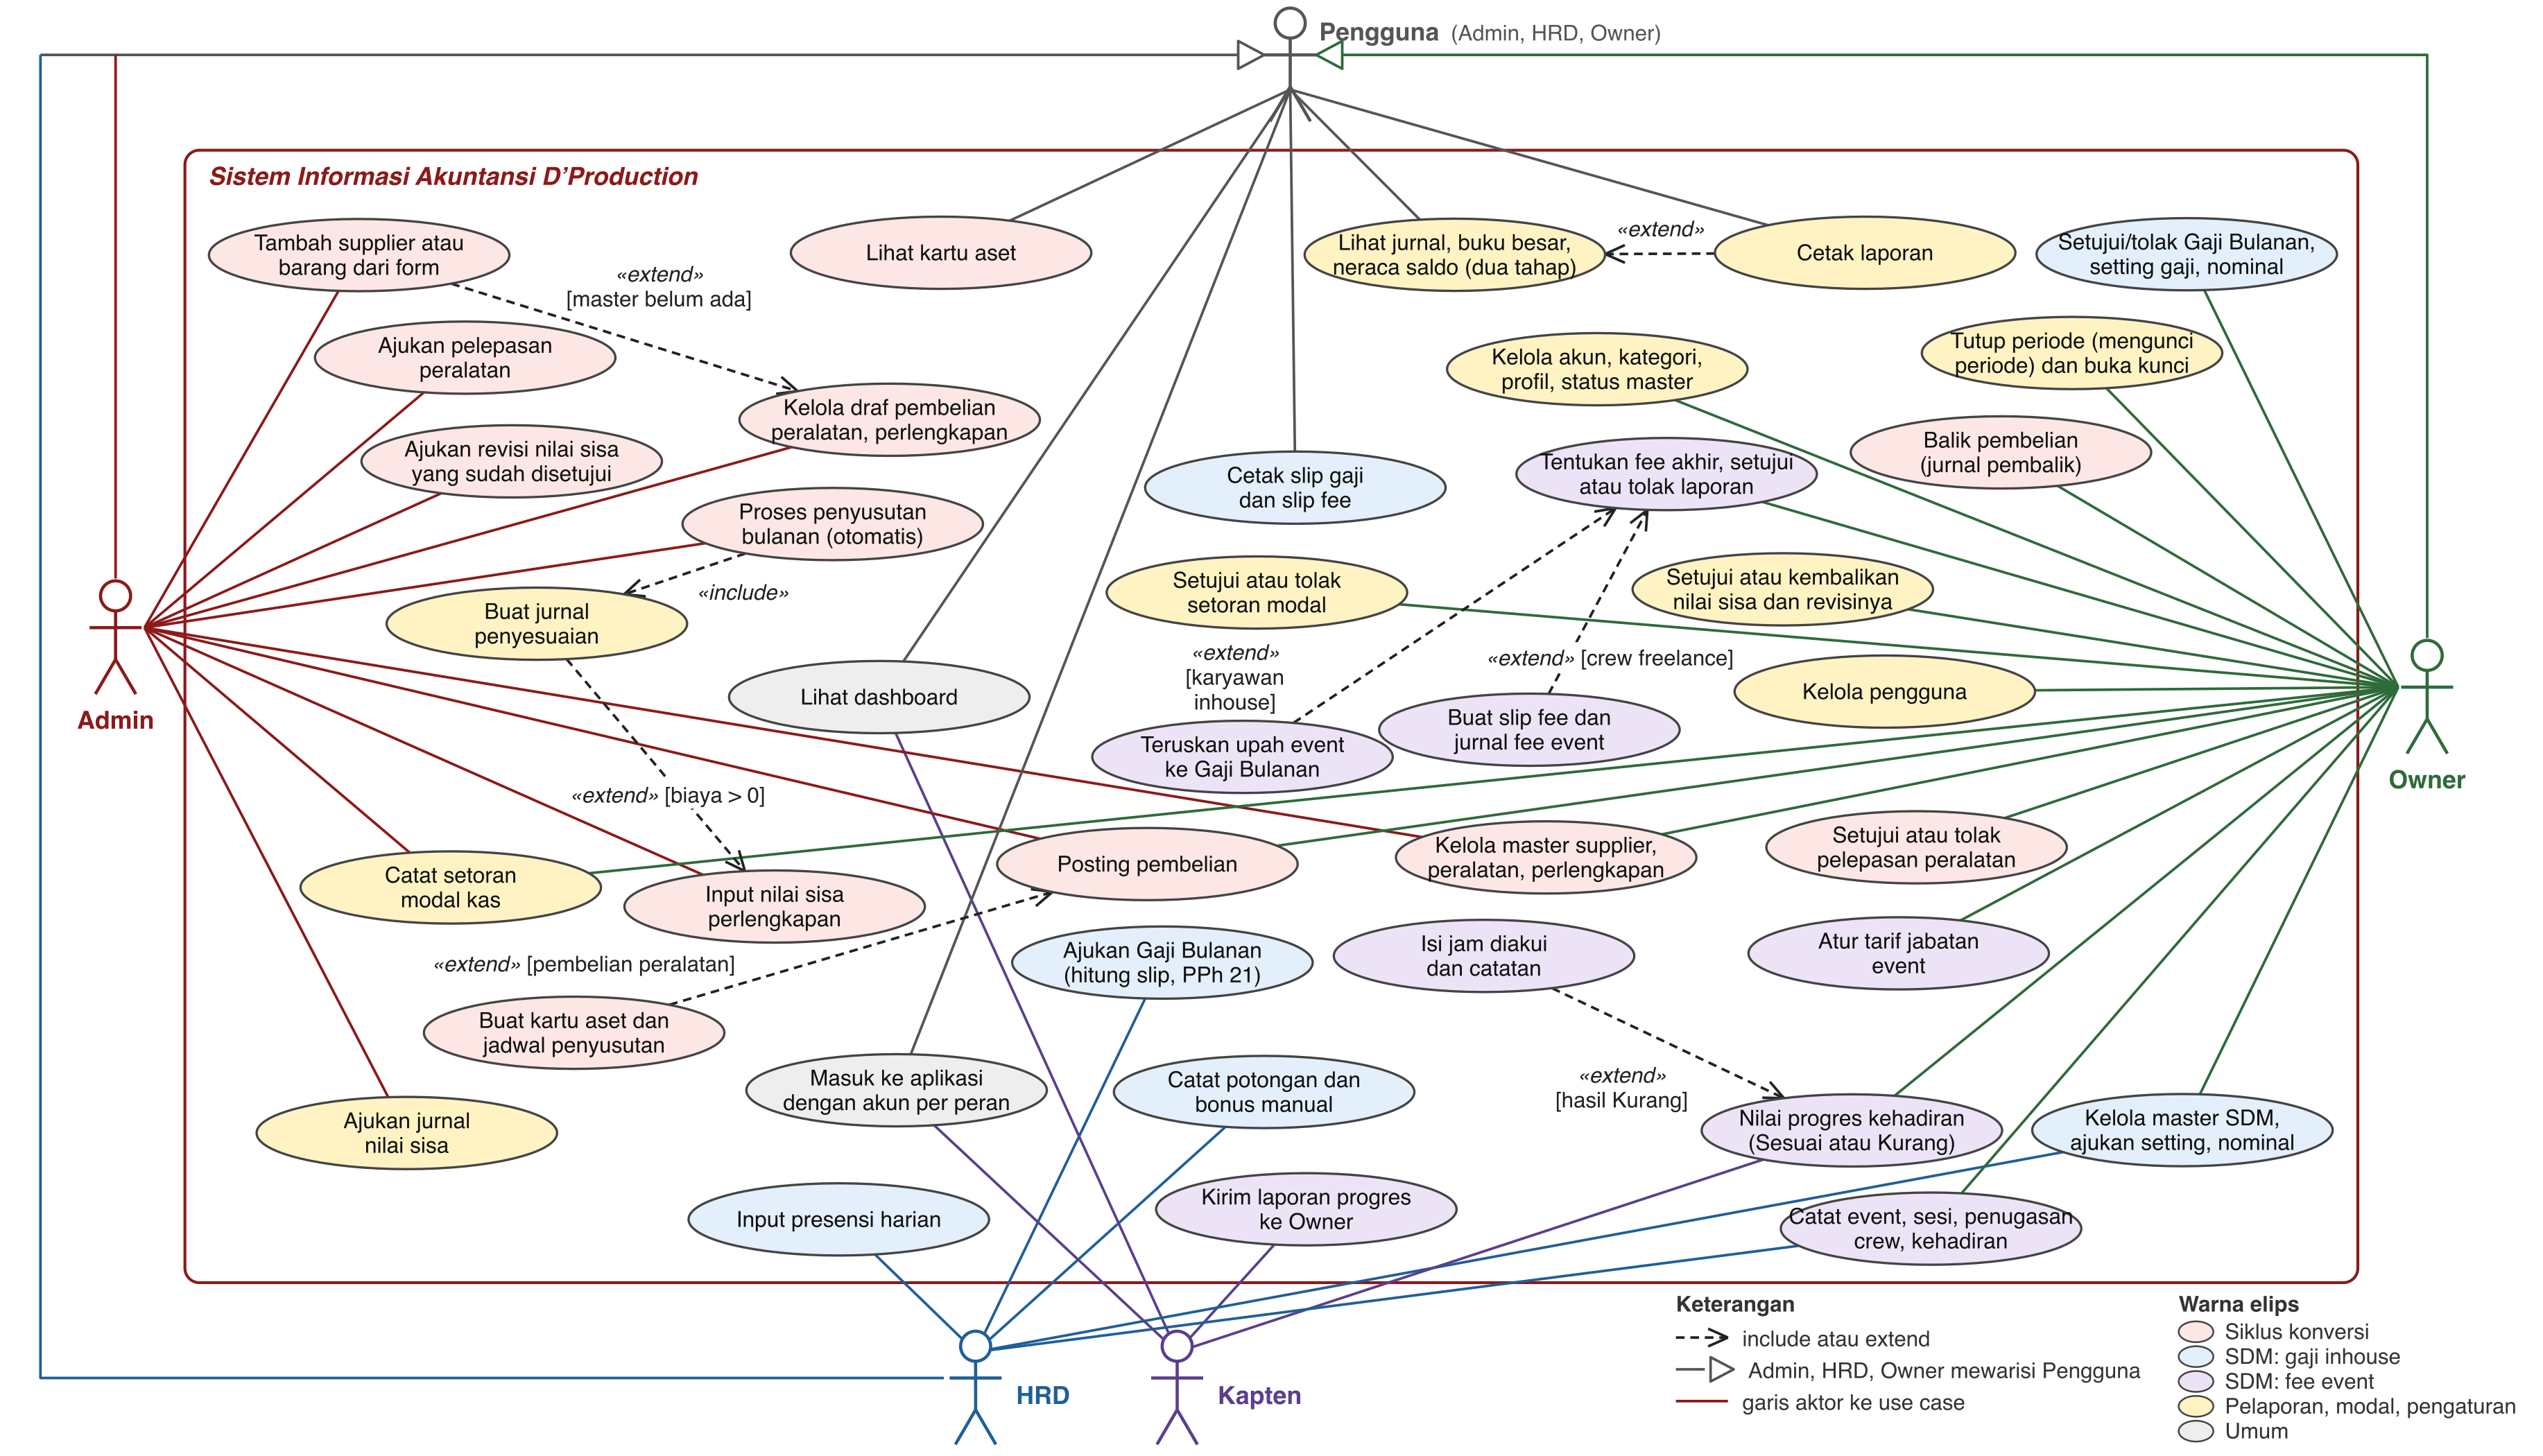 Pengguna (Admin, HRD, Owner)
Sistem Informasi Akuntansi D’Production
Tambah supplier atau
barang dari form
«extend»
[master belum ada]
Lihat kartu aset
Lihat jurnal, buku besar,
neraca saldo (dua tahap)
«extend»
Cetak laporan
Setujui/tolak Gaji Bulanan,
setting gaji, nominal
Ajukan pelepasan
peralatan
Kelola draf pembelian
peralatan, perlengkapan
Kelola akun, kategori,
profil, status master
Tutup periode (mengunci
periode) dan buka kunci
Ajukan revisi nilai sisa
yang sudah disetujui
Cetak slip gaji
dan slip fee
Tentukan fee akhir, setujui
atau tolak laporan
Balik pembelian
(jurnal pembalik)
Proses penyusutan
bulanan (otomatis)
«include»
Buat jurnal
penyesuaian
Setujui atau tolak
setoran modal
Setujui atau kembalikan
nilai sisa dan revisinya
Admin
Lihat dashboard
«extend»
[karyawan
inhouse]
«extend» [crew freelance]
Kelola pengguna
Teruskan upah event
ke Gaji Bulanan
Buat slip fee dan
jurnal fee event
Owner
«extend» [biaya > 0]
Catat setoran
modal kas
Input nilai sisa
perlengkapan
Posting pembelian
Kelola master supplier,
peralatan, perlengkapan
Setujui atau tolak
pelepasan peralatan
«extend» [pembelian peralatan]
Ajukan Gaji Bulanan
(hitung slip, PPh 21)
Isi jam diakui
dan catatan
Atur tarif jabatan
event
Buat kartu aset dan
jadwal penyusutan
Masuk ke aplikasi
dengan akun per peran
Catat potongan dan
bonus manual
«extend»
[hasil Kurang]
Ajukan jurnal
nilai sisa
Nilai progres kehadiran
(Sesuai atau Kurang)
Kelola master SDM,
ajukan setting, nominal
Input presensi harian
Kirim laporan progres
ke Owner
Catat event, sesi, penugasan
crew, kehadiran
HRD
Kapten
Keterangan
include atau extend
Admin, HRD, Owner mewarisi Pengguna
garis aktor ke use case
Warna elips
Siklus konversi
SDM: gaji inhouse
SDM: fee event
Pelaporan, modal, pengaturan
Umum